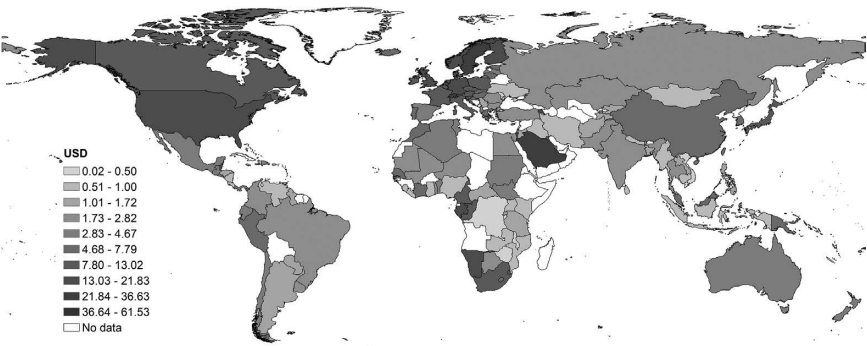 USD
0.02 - 0.50
0.51 - 1.00
1.01 - 1.72
1.73 - 2.82
2.83 - 4.67
4.68 - 7.79
7.80 - 13.02
13.03 - 21.83
21.84 - 36.63
36.64 - 61.53
No data